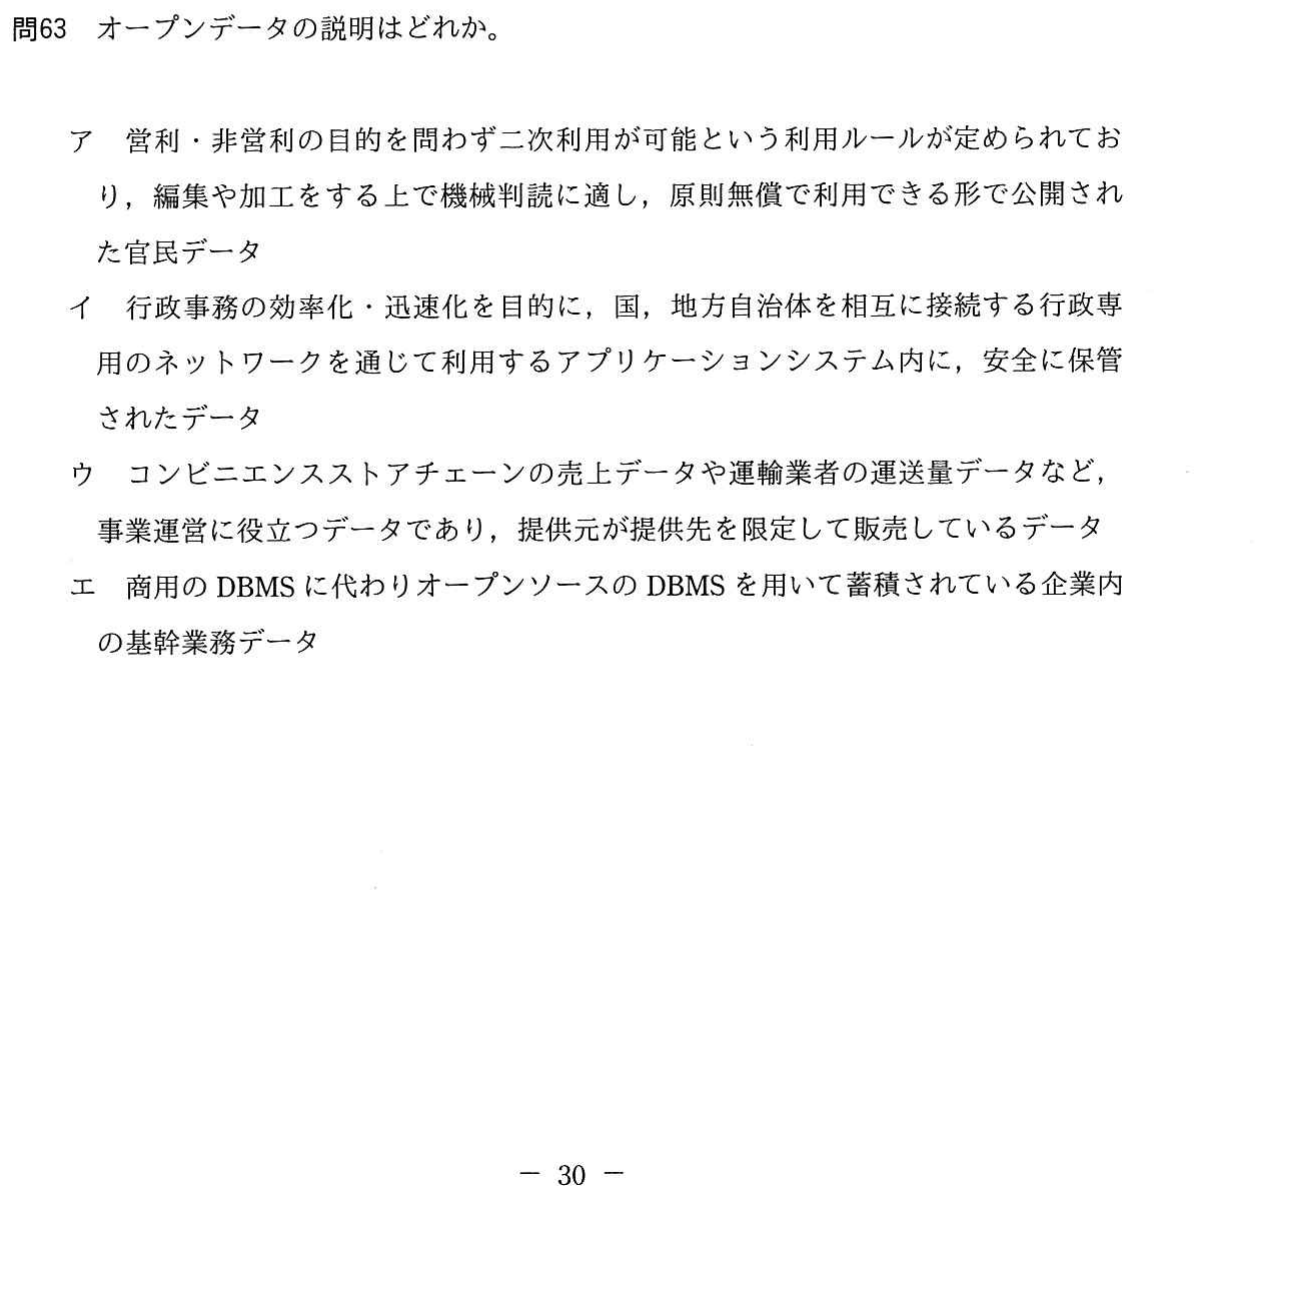 問63　オープンデータの説明はどれか。
ア　営利・非営利の目的を問わず二次利用が可能という利用ルールが定められてお
り，編集や加工をする上で機械判読に適し，原則無償で利用できる形で公開され
た官民データ
イ　行政事務の効率化・迅速化を目的に，国，地方自治体を相互に接続する行政専
用のネットワークを通じて利用するアプリケーションシステム内に，安全に保管
されたデータ
ウ　コンビニエンスストアチェーンの売上データや運輸業者の運送量データなど，
事業運営に役立つデータであり，提供元が提供先を限定して販売しているデータ
エ　商用の DBMS に代わりオープンソースの DBMS を用いて蓄積されている企業内
の基幹業務データ
－ 30 －